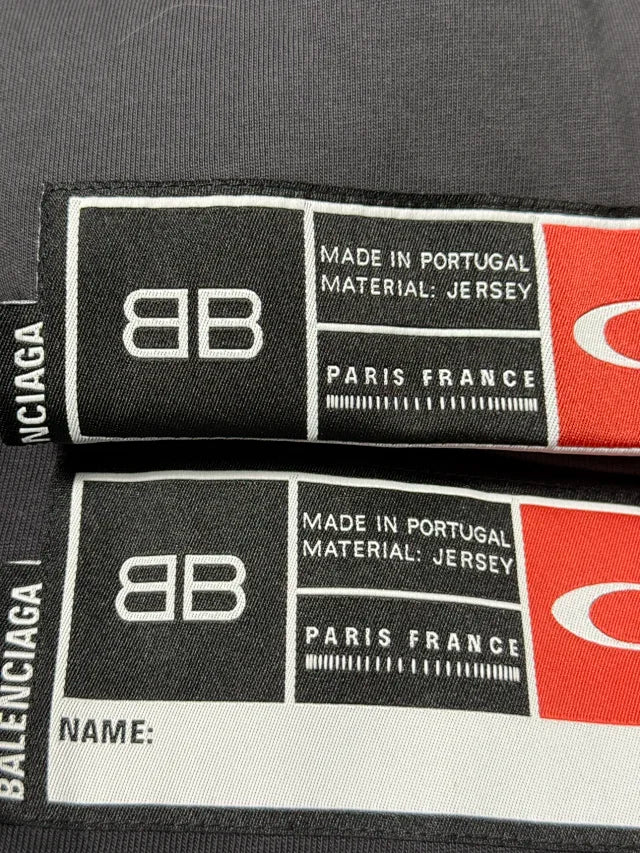 BB
MADE IN PORTUGAL
MATERIAL: JERSEY
PARIS FRANCE
NCIAGA
BB
MADE IN PORTUGAL
MATERIAL: JERSEY
PARIS FRANCE
BALENCIAGA
NAME: